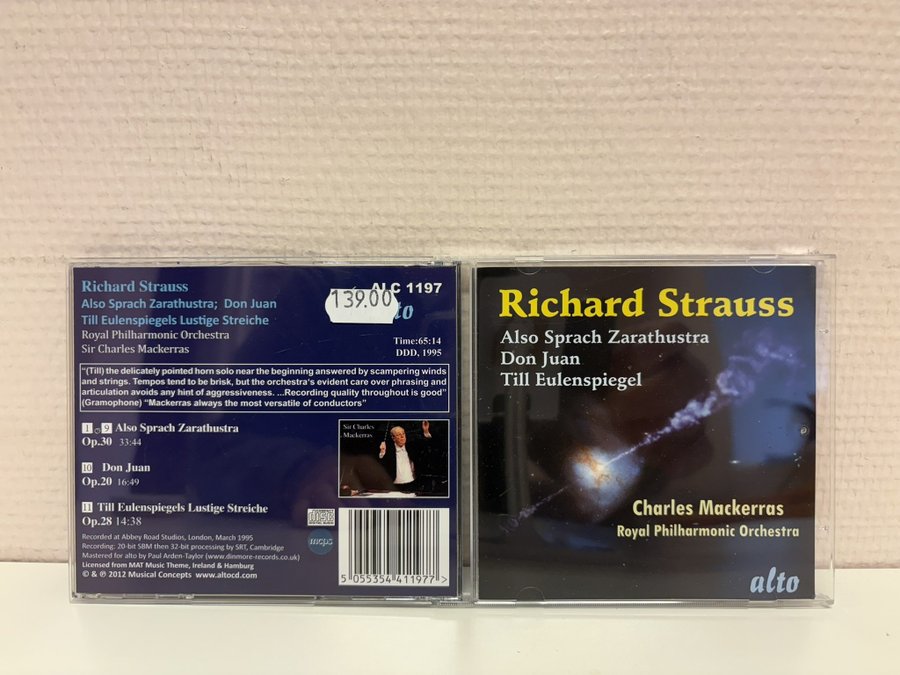 Richard Strauss
Also Sprach Zarathustra; Don Juan
Till Eulenspiegels Lustige Streiche
Royal Philharmonic Orchestra
Sir Charles Mackerras
ALC 1197
139.00
to
Time:65:14
DDD, 1995
"(Till) the delicately pointed horn solo near the beginning answered by scampering winds
and strings. Tempos tend to be brisk, but the orchestra's evident care over phrasing and
articulation avoids any hint of aggressiveness. ...Recording quality throughout is good"
(Gramophone) "Mackerras always the most versatile of conductors"
1 - 9 Also Sprach Zarathustra
Op.30 33:44
10 Don Juan
Op.20 16:49
11 Till Eulenspiegels Lustige Streiche
Op.28 14:38
Sir Charles
Mackerras
Recorded at Abbey Road Studios, London, March 1995
Recording: 20-bit SBM then 32-bit processing by SRT, Cambridge
Mastered for alto by Paul Arden-Taylor (www.dinmore-records.co.uk)
Licensed from MAT Music Theme, Ireland & Hamburg
© & ℗ 2012 Musical Concepts www.altocd.com
COMPACT
disc
DIGITAL AUDIO
mcps
5 055354 411977 >
Richard Strauss
Also Sprach Zarathustra
Don Juan
Till Eulenspiegel
Charles Mackerras
Royal Philharmonic Orchestra
alto